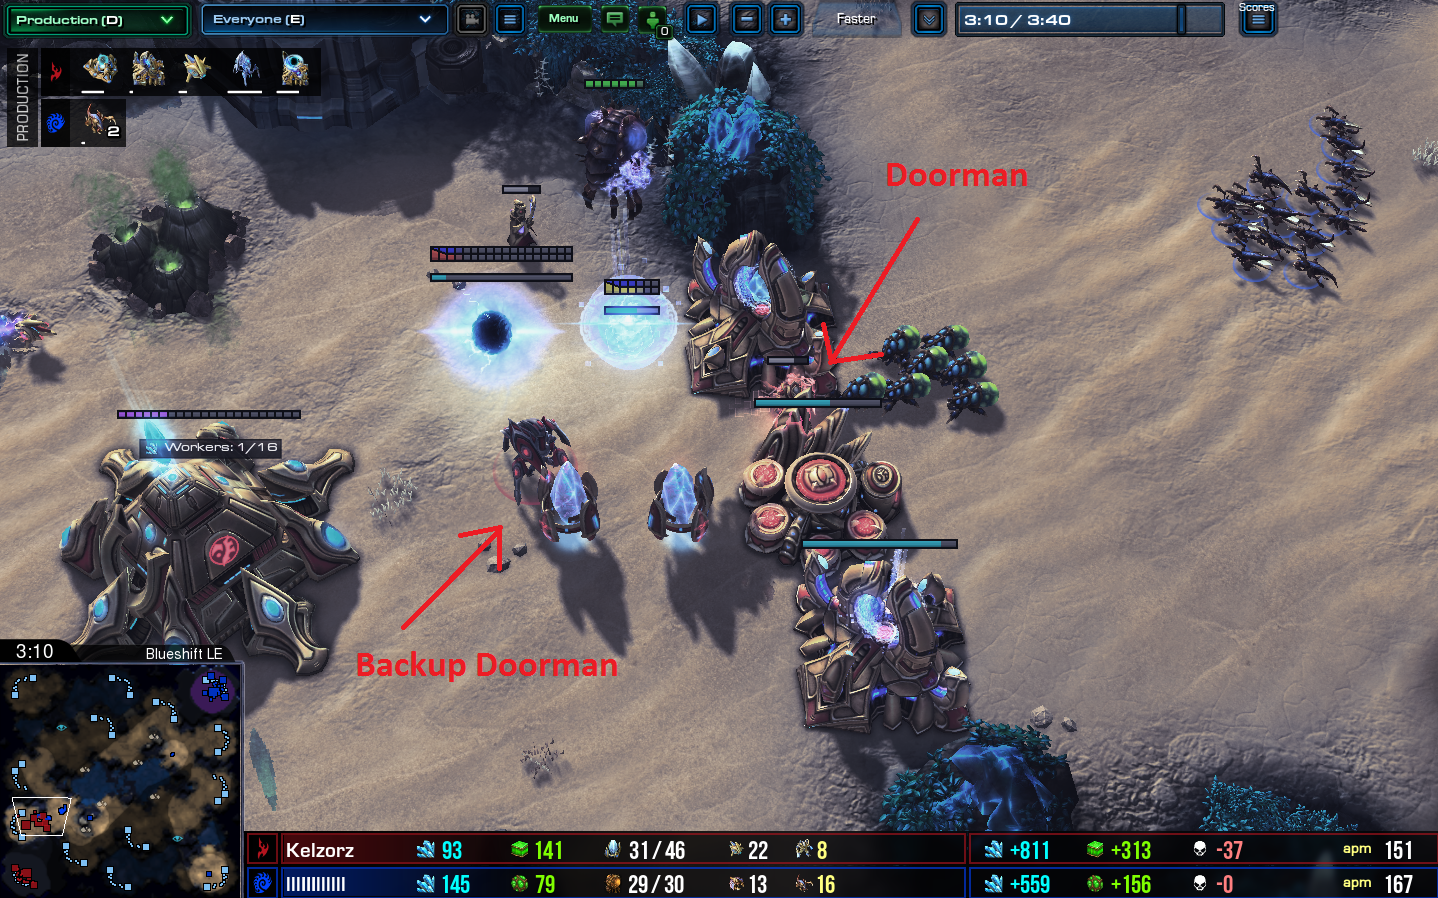 Production (D)
Everyone (E)
Menu
0
Faster
3:10 / 3:40
Scores
PRODUCTION
2
Doorman
Workers: 1/16
Backup Doorman
3:10
Blueshift LE
Kelzorz 93 141 31 / 46 22 8 +811 +313 -37 apm 151
IIIIIIIIIII 145 79 29 / 30 13 16 +559 +156 -0 apm 167